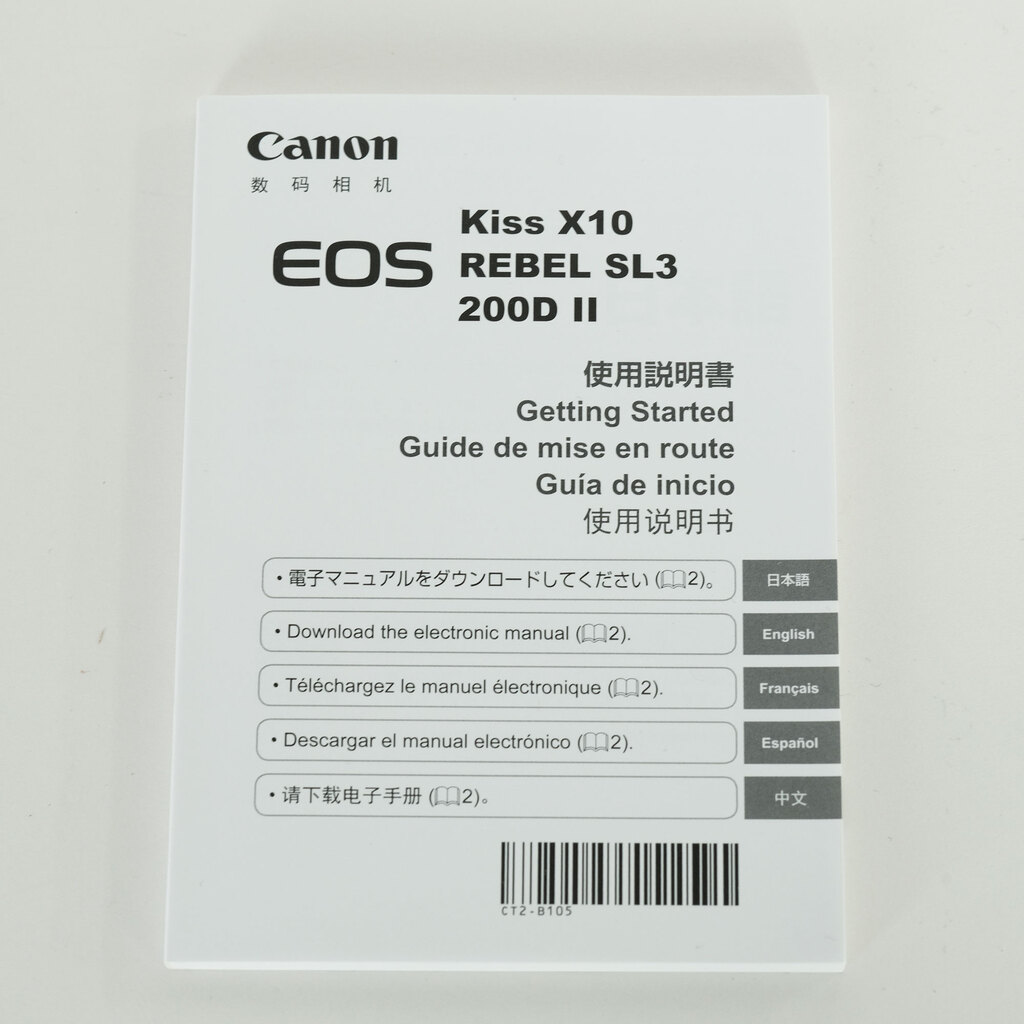 Canon
数码相机
EOS
Kiss X10
REBEL SL3
200D II
使用説明書
Getting Started
Guide de mise en route
Guía de inicio
使用说明书
・電子マニュアルをダウンロードしてください (📖2)。 日本語
• Download the electronic manual (📖2). English
• Téléchargez le manuel électronique (📖2). Français
• Descargar el manual electrónico (📖2). Español
• 请下载电子手册 (📖2)。 中文
CT2-B105